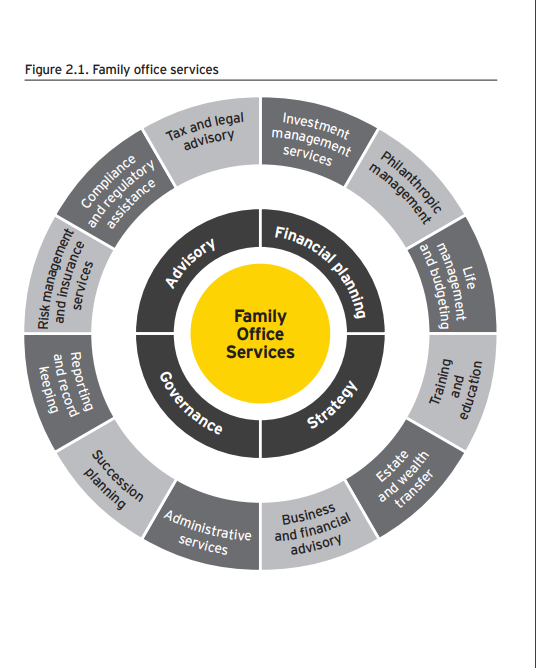 Figure 2.1. Family office services
Tax and legal
advisory
Investment
management
services
Philanthropic
management
Life
management
and budgeting
Training
and
education
Estate
and wealth
transfer
Business
and financial
advisory
Administrative
services
Succession
planning
Reporting
and record
keeping
Risk management
and insurance
services
Compliance
and regulatory
assistance
Advisory
Financial planning
Strategy
Governance
Family
Office
Services